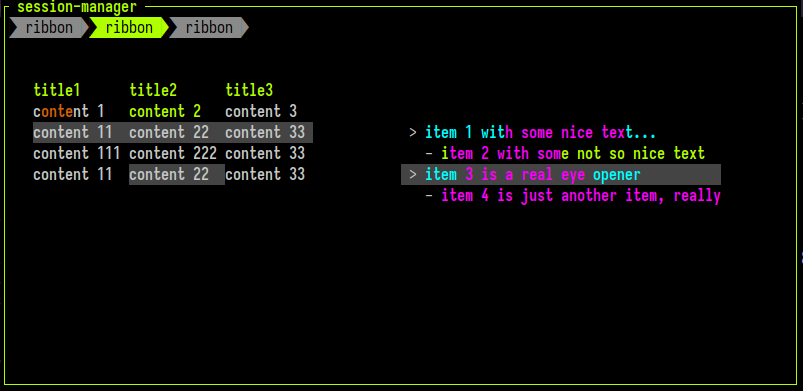 session-manager
ribbon ribbon ribbon
title1 title2 title3
content 1 content 2 content 3
content 11 content 22 content 33
content 111 content 222 content 33
content 11 content 22 content 33
> item 1 with some nice text...
- item 2 with some not so nice text
> item 3 is a real eye opener
- item 4 is just another item, really